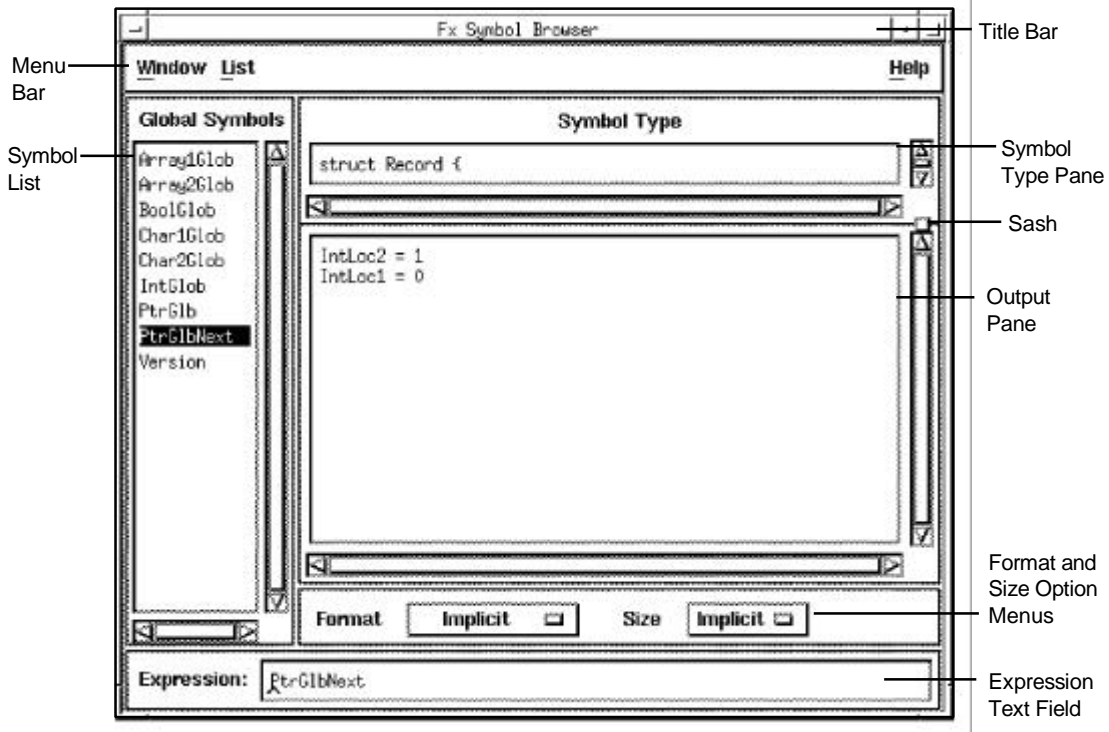 Fx Symbol Browser
Title Bar
Menu
Bar
Window List
Help
Global Symbols
Symbol Type
Symbol
List
Array1Glob
Array2Glob
BoolGlob
Char1Glob
Char2Glob
IntGlob
PtrGlb
PtrGlbNext
Version
struct Record {
Symbol
Type Pane
Sash
IntLoc2 = 1
IntLoc1 = 0
Output
Pane
Format and
Size Option
Menus
Format Implicit Size Implicit
Expression: PtrGlbNext
Expression
Text Field